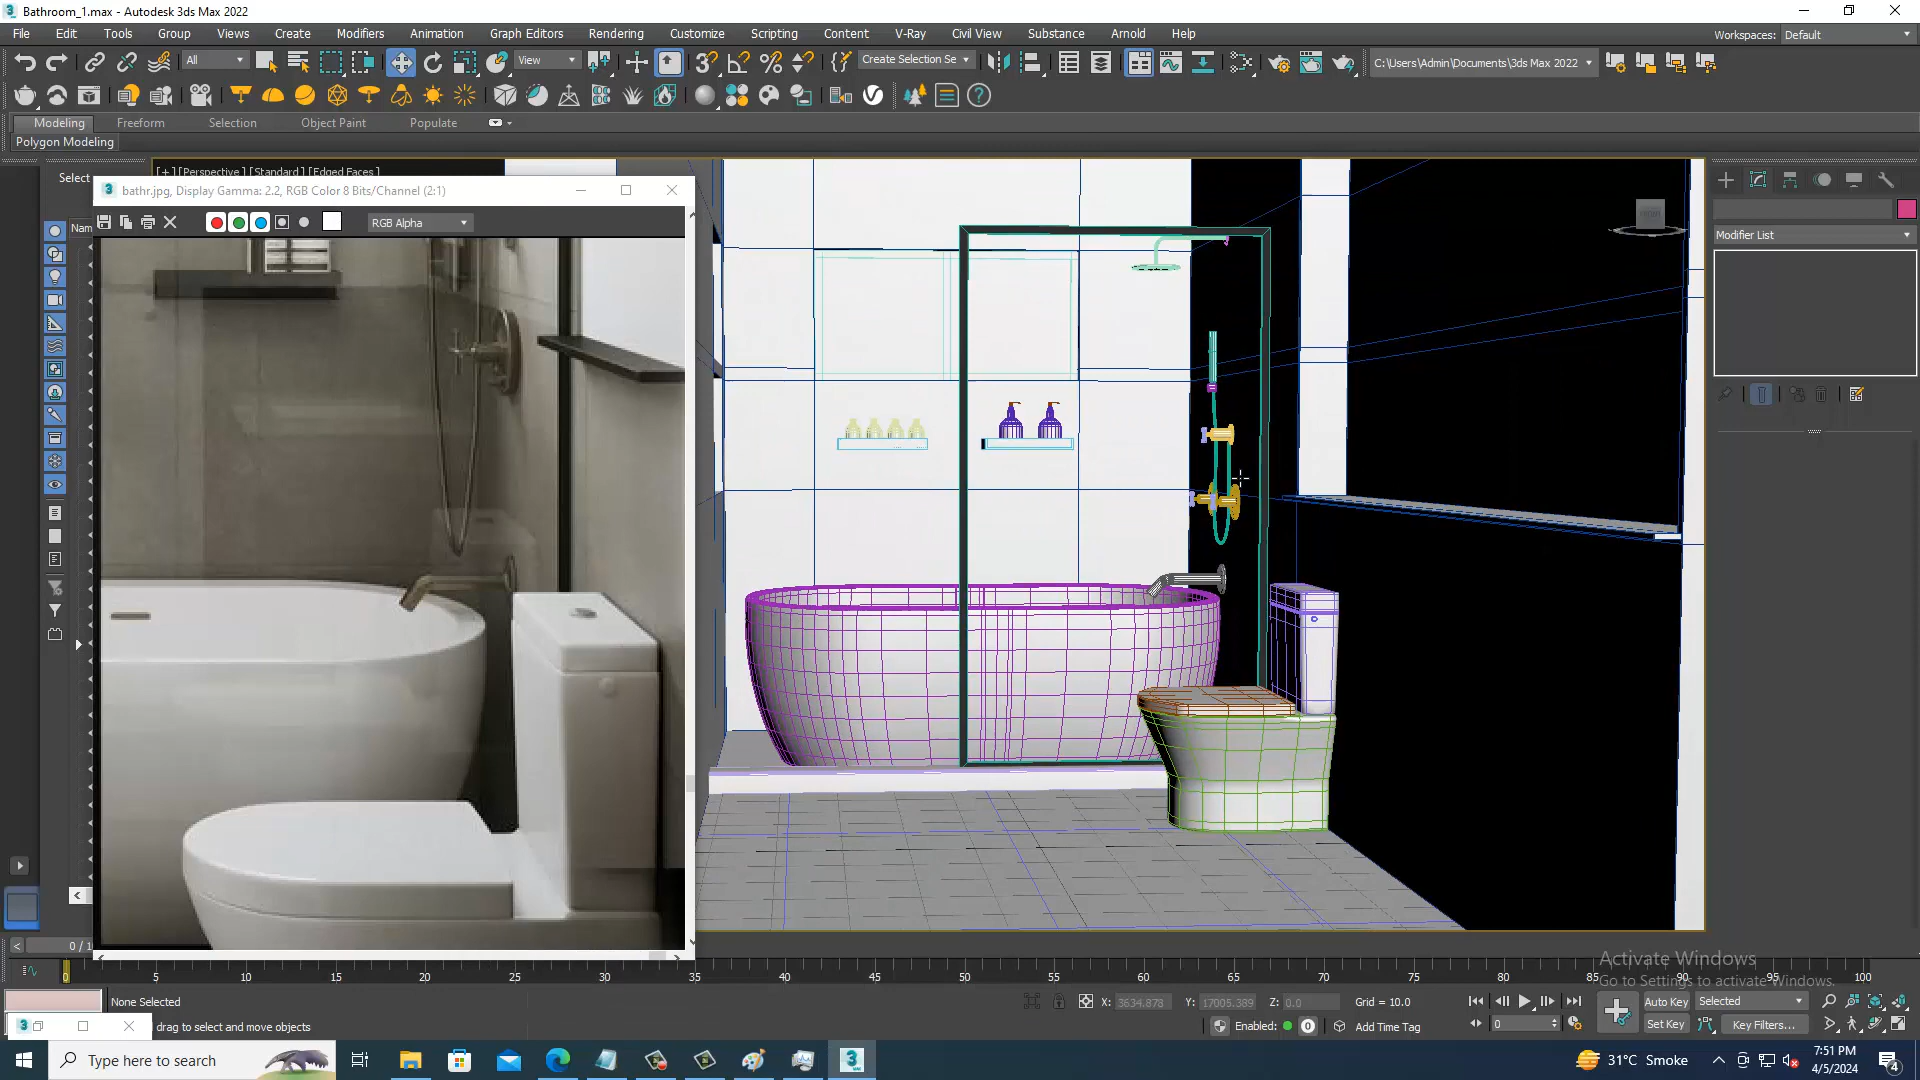 Bathroom_1.max - Autodesk 3ds Max 2022
File Edit Tools Group Views Create Modifiers Animation Graph Editors Rendering Customize Scripting Content V-Ray Civil View Substance Arnold Help
Workspaces: Default
All View Create Selection Se C:\Users\Admin\Documents\3ds Max 2022
Modeling Freeform Selection Object Paint Populate
Polygon Modeling
[+] [Perspective] [Standard] [Edged Faces]
Select
bathr.jpg, Display Gamma: 2.2, RGB Color 8 Bits/Channel (2:1)
RGB Alpha
Modifier List
0 5 10 15 20 25 30 35 40 45 50 55 60 65 70 75 80 85 90 95 100
Activate Windows
Go to Settings to activate Windows.
None Selected
X: 3634.878 Y: 17005.389 Z: 0.0 Grid = 10.0
Auto Key Selected
drag to select and move objects
Enabled: 0 Add Time Tag
0
Set Key Key Filters...
Type here to search
31°C Smoke
7:51 PM
4/5/2024
4